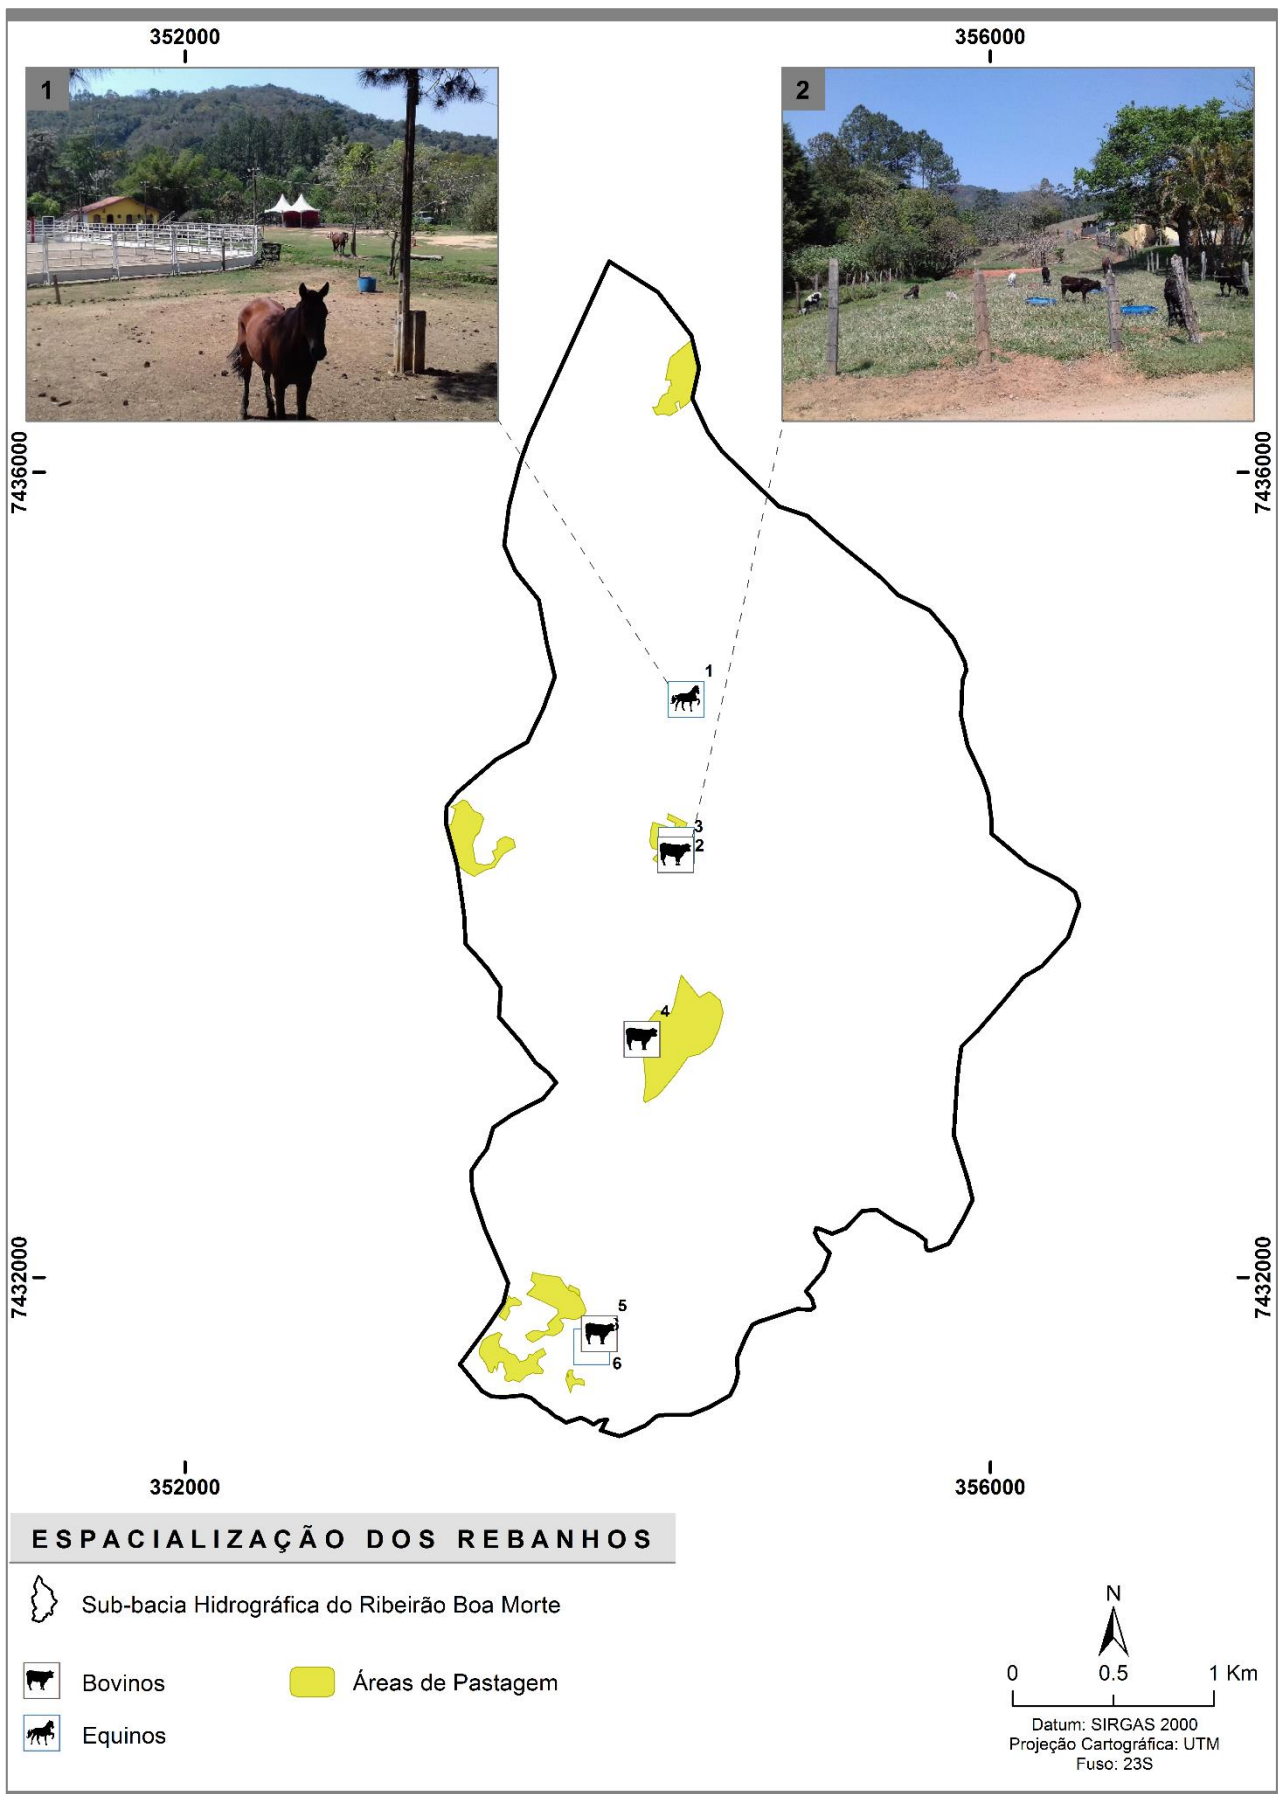 352000
356000
1
2
7436000
7436000
1
3
2
4
7432000
7432000
5
6
352000
356000
ESPACIALIZAÇÃO DOS REBANHOS
Sub-bacia Hidrográfica do Ribeirão Boa Morte
Bovinos
Áreas de Pastagem
Equinos
N
0 0.5 1 Km
Datum: SIRGAS 2000
Projeção Cartográfica: UTM
Fuso: 23S